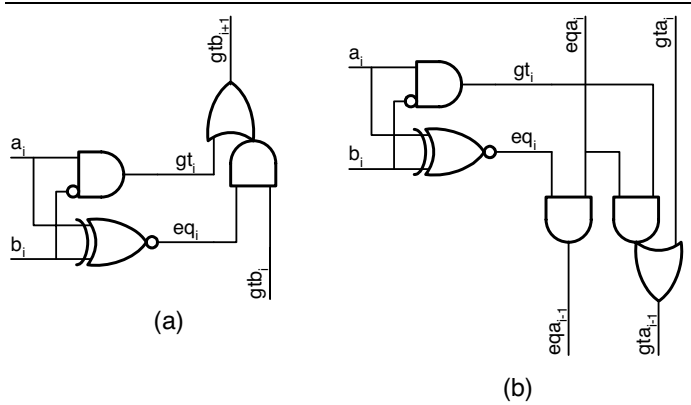 gtb_{i+1}
a_i
gt_i
b_i
eq_i
gtb_i
(a)
eqa_i
gta_i
a_i
gt_i
b_i
eq_i
eqa_{i-1}
gta_{i-1}
(b)